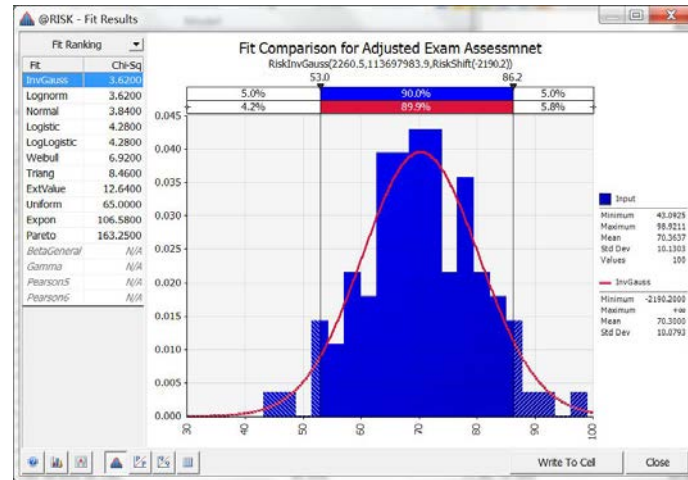 @RISK - Fit Results
Fit Ranking
Fit Chi-Sq
InvGauss 3.6200
Lognorm 3.6200
Normal 3.8400
Logistic 4.2800
LogLogistic 4.2800
Weibull 6.9200
Triang 8.4600
ExtValue 12.6400
Uniform 65.0000
Expon 106.5800
Pareto 163.2500
BetaGeneral N/A
Gamma N/A
Pearson5 N/A
Pearson6 N/A
Fit Comparison for Adjusted Exam Assessmnet
RiskInvGauss(2260.5,113697983.9,RiskShift(-2190.2))
53.0 86.2
5.0% 90.0% 5.0%
4.2% 89.9% 5.8%
0.045
0.040
0.035
0.030
0.025
0.020
0.015
0.010
0.005
0.000
30 40 50 60 70 80 90 100
Input
Minimum 43.0925
Maximum 98.9211
Mean 70.3637
Std Dev 10.1303
Values 100
InvGauss
Minimum -2190.2000
Maximum +∞
Mean 70.3000
Std Dev 10.0793
Write To Cell
Close